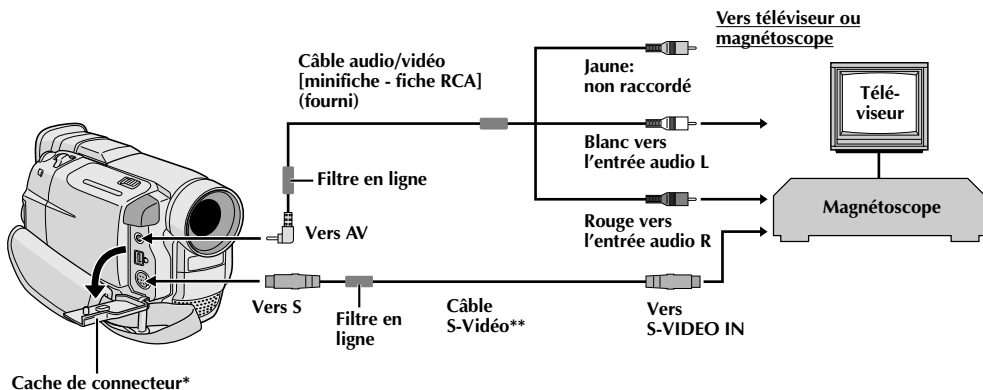 Vers téléviseur ou
magnétoscope
Câble audio/vidéo
[minifiche - fiche RCA]
(fourni)
Jaune:
non raccordé
Télé-
viseur
Blanc vers
l'entrée audio L
Filtre en ligne
Magnétoscope
Rouge vers
l'entrée audio R
Vers AV
Vers S
Filtre en
ligne
Câble
S-Vidéo**
Vers
S-VIDEO IN
Cache de connecteur*